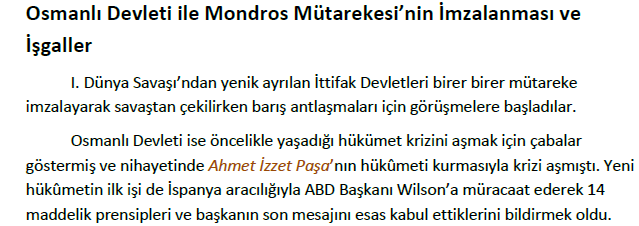 Osmanlı Devleti ile Mondros Mütarekesi’nin İmzalanması ve
İşgaller
I. Dünya Savaşı’ndan yenik ayrılan İttifak Devletleri birer birer mütareke
imzalayarak savaştan çekilirken barış antlaşmaları için görüşmelere başladılar.
Osmanlı Devleti ise öncelikle yaşadığı hükümet krizini aşmak için çabalar
göstermiş ve nihayetinde Ahmet İzzet Paşa’nın hükûmeti kurmasıyla krizi aşmıştı. Yeni
hükûmetin ilk işi de İspanya aracılığıyla ABD Başkanı Wilson’a müracaat ederek 14
maddelik prensipleri ve başkanın son mesajını esas kabul ettiklerini bildirmek oldu.